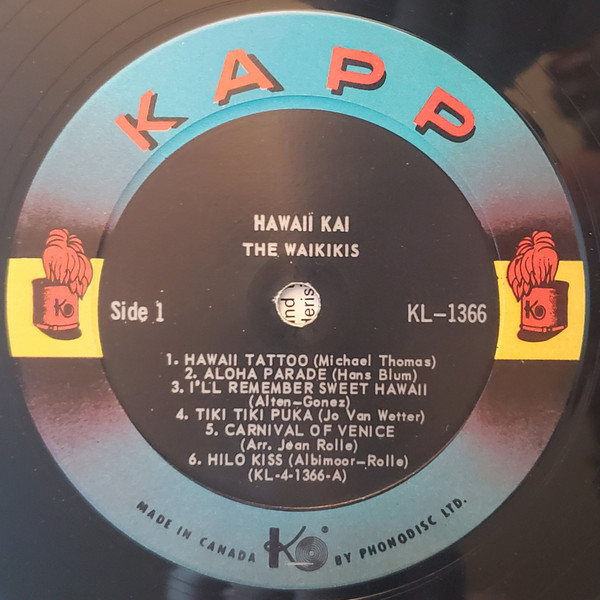 KAPP
HAWAII KAI
THE WAIKIKIS
Side 1
KL-1366
1. HAWAII TATTOO (Michael Thomas)
2. ALOHA PARADE (Hans Blum)
3. I'LL REMEMBER SWEET HAWAII
(Alten-Gonez)
4. TIKI TIKI PUKA (Jo Van Wetter)
5. CARNIVAL OF VENICE
(Arr. Jean Rolle)
6. HILO KISS (Albimoor-Rolle)
(KL-4-1366-A)
MADE IN CANADA BY PHONODISC LTD.